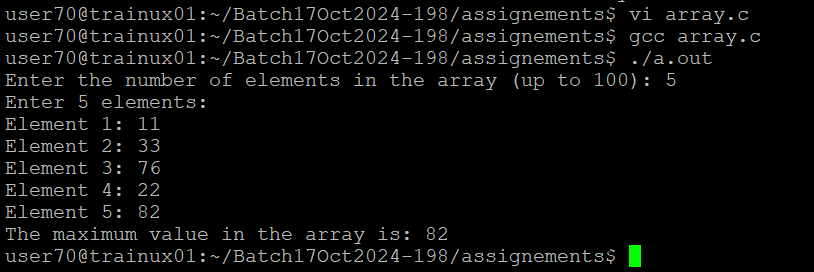 user70@trainux01:~/Batch17Oct2024-198/assignements$ vi array.c
user70@trainux01:~/Batch17Oct2024-198/assignements$ gcc array.c
user70@trainux01:~/Batch17Oct2024-198/assignements$ ./a.out
Enter the number of elements in the array (up to 100): 5
Enter 5 elements:
Element 1: 11
Element 2: 33
Element 3: 76
Element 4: 22
Element 5: 82
The maximum value in the array is: 82
user70@trainux01:~/Batch17Oct2024-198/assignements$